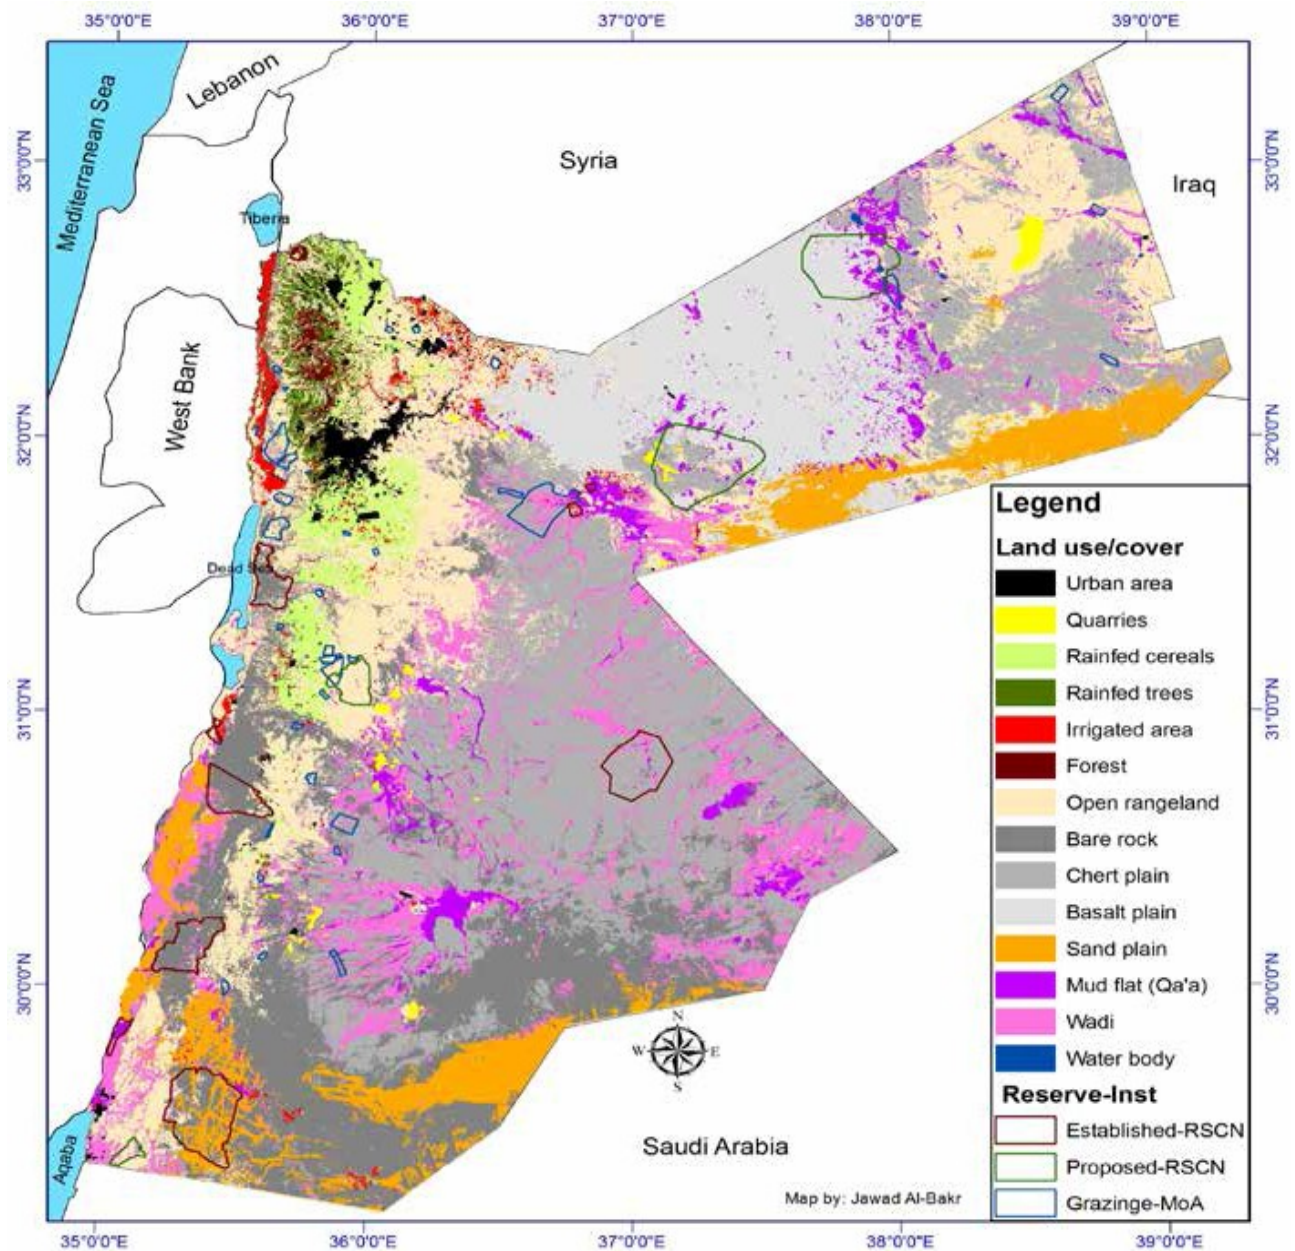 35°0'0"E 36°0'0"E 37°0'0"E 38°0'0"E 39°0'0"E
Mediterranean Sea
Lebanon
Syria
Iraq
Tiberia
West Bank
Dead Sea
33°0'0"N
32°0'0"N
31°0'0"N
30°0'0"N
33°0'0"N
32°0'0"N
31°0'0"N
30°0'0"N
Legend
Land use/cover
Urban area
Quarries
Rainfed cereals
Rainfed trees
Irrigated area
Forest
Open rangeland
Bare rock
Chert plain
Basalt plain
Sand plain
Mud flat (Qa'a)
Wadi
Water body
Reserve-Inst
Established-RSCN
Proposed-RSCN
Grazinge-MoA
N
W E
S
Saudi Arabia
Aqaba
Map by: Jawad Al-Bakr
35°0'0"E 36°0'0"E 37°0'0"E 38°0'0"E 39°0'0"E